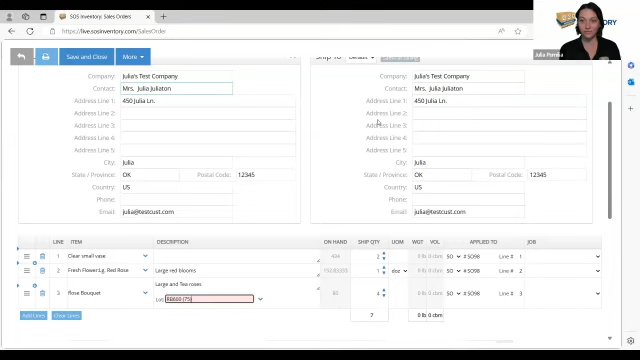 SOS Inventory: Sales Order
https://live.sosinventory.com/SalesOrder
Save and Close More
Ship To Default
Company: Julia's Test Company
Contact: Mrs. Julia Juliaton
Address Line 1: 450 Julia Ln.
Address Line 2:
Address Line 3:
Address Line 4:
Address Line 5:
City: Julia
State / Province: OK Postal Code: 12345
Country: US
Phone:
Email: julia@testcust.com
Company: Julia's Test Company
Contact: Mrs. Julia Juliaton
Address Line 1: 450 Julia Ln.
Address Line 2:
Address Line 3:
Address Line 4:
Address Line 5:
City: Julia
State / Province: OK Postal Code: 12345
Country: US
Phone:
Email: julia@testcust.com
LINE ITEM DESCRIPTION ON HAND SHIP QTY UOM WGT VOL APPLIED TO JOB
1 Clear small vase 2 0 lb 0 cbm SO # SO98 Line # 1
2 Fresh Flower:Lg. Red Rose Large red blooms 150.83333 1 doz 0 lb 0 cbm SO # SO98 Line # 2
3 Rose Bouquet Large and Tea roses 80 4 0 lb 0 cbm SO # SO98 Line # 3
Lot: RB600 (75)
Add Lines Clear Lines 7 0 lb 0 cbm